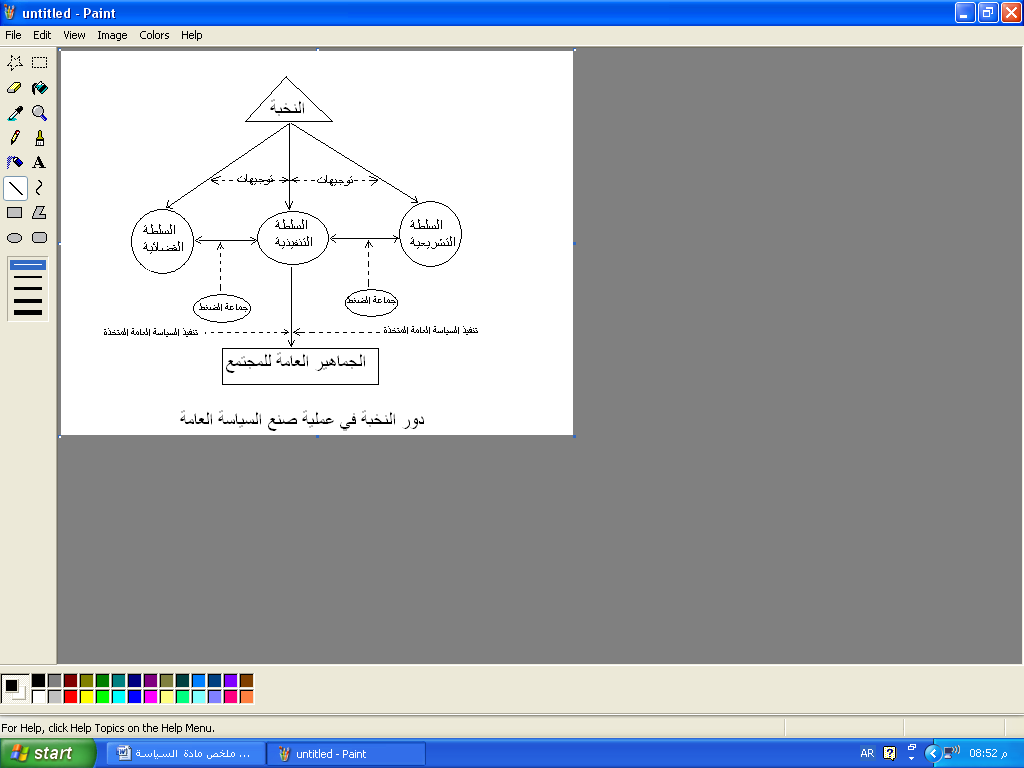 untitled - Paint
File Edit View Image Colors Help
النخبة
توجيهات توجيهات
السلطة
التشريعية
السلطة
التنفيذية
السلطة
القضائية
جماعة الضغط
جماعة الضغط
تنفيذ السياسة العامة المتخذة
تنفيذ السياسة العامة المتخذة
الجماهير العامة للمجتمع
دور النخبة في عملية صنع السياسة العامة
For Help, click Help Topics on the Help Menu.
start
ملخص مادة السياسة ...
untitled - Paint
AR
08:52 م